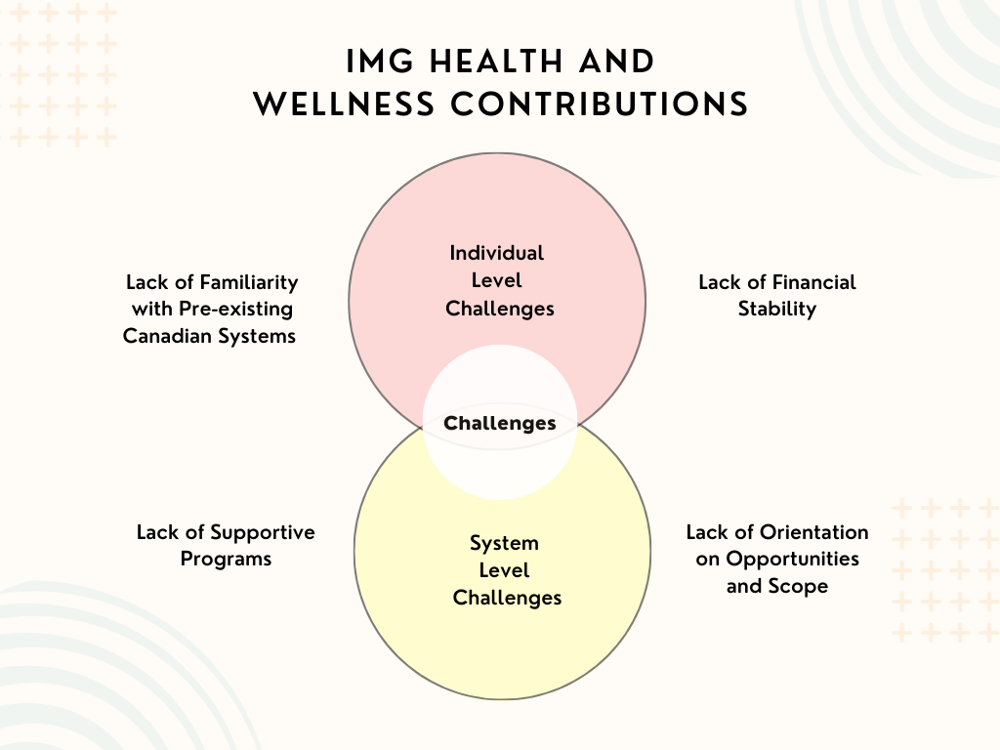 IMG HEALTH AND
WELLNESS CONTRIBUTIONS
Individual
Level
Challenges
Lack of Familiarity
with Pre-existing
Canadian Systems
Lack of Financial
Stability
Challenges
Lack of Supportive
Programs
System
Level
Challenges
Lack of Orientation
on Opportunities
and Scope